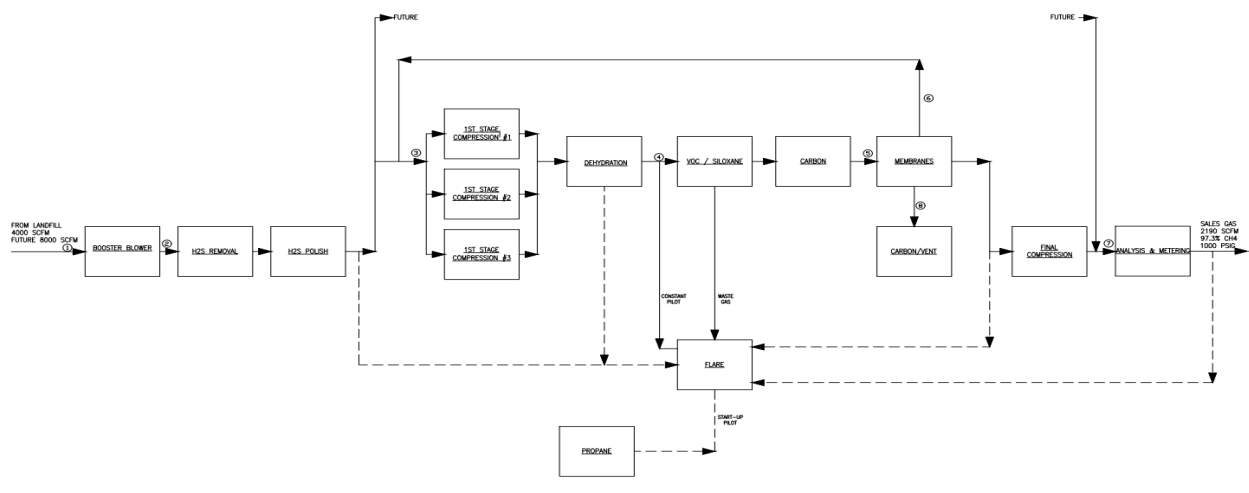 FUTURE
FUTURE
⑥
1ST STAGE
COMPRESSION #1
③
DEHYDRATION
④
VOC / SILOXANE
CARBON
⑤
MEMBRANES
1ST STAGE
COMPRESSION #2
⑧
FROM LANDFILL
4000 SCFM
FUTURE 8000 SCFM
①
BOOSTER BLOWER
②
H2S REMOVAL
H2S POLISH
1ST STAGE
COMPRESSION #3
CARBON/VENT
FINAL
COMPRESSION
⑦
ANALYSIS & METERING
SALES GAS
2190 SCFM
97.3% CH4
1000 PSIG
CONSTANT
PILOT
WASTE
GAS
FLARE
START-UP
PILOT
PROPANE